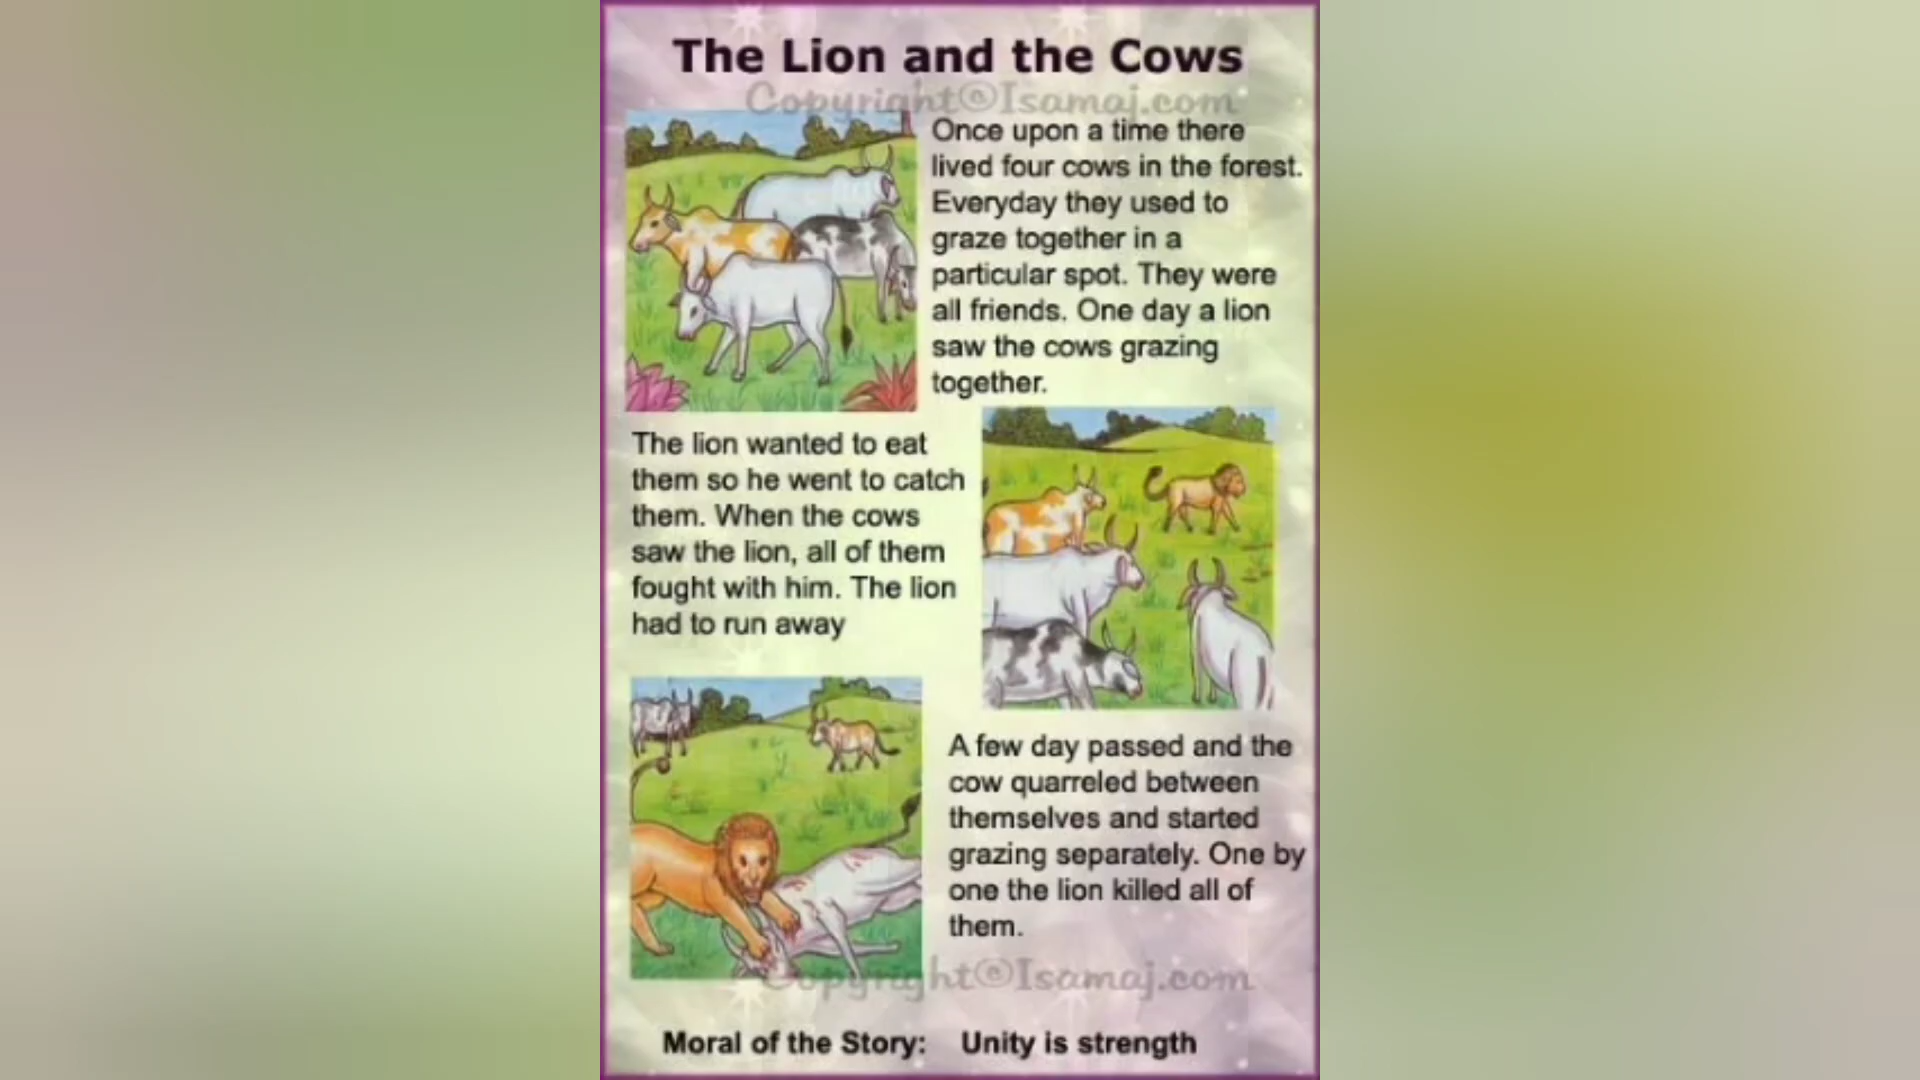 The Lion and the Cows
Copyright©Isamaj.com
Once upon a time there
lived four cows in the forest.
Everyday they used to
graze together in a
particular spot. They were
all friends. One day a lion
saw the cows grazing
together.
The lion wanted to eat
them so he went to catch
them. When the cows
saw the lion, all of them
fought with him. The lion
had to run away
A few day passed and the
cow quarreled between
themselves and started
grazing separately. One by
one the lion killed all of
them.
Copyright©Isamaj.com
Moral of the Story: Unity is strength